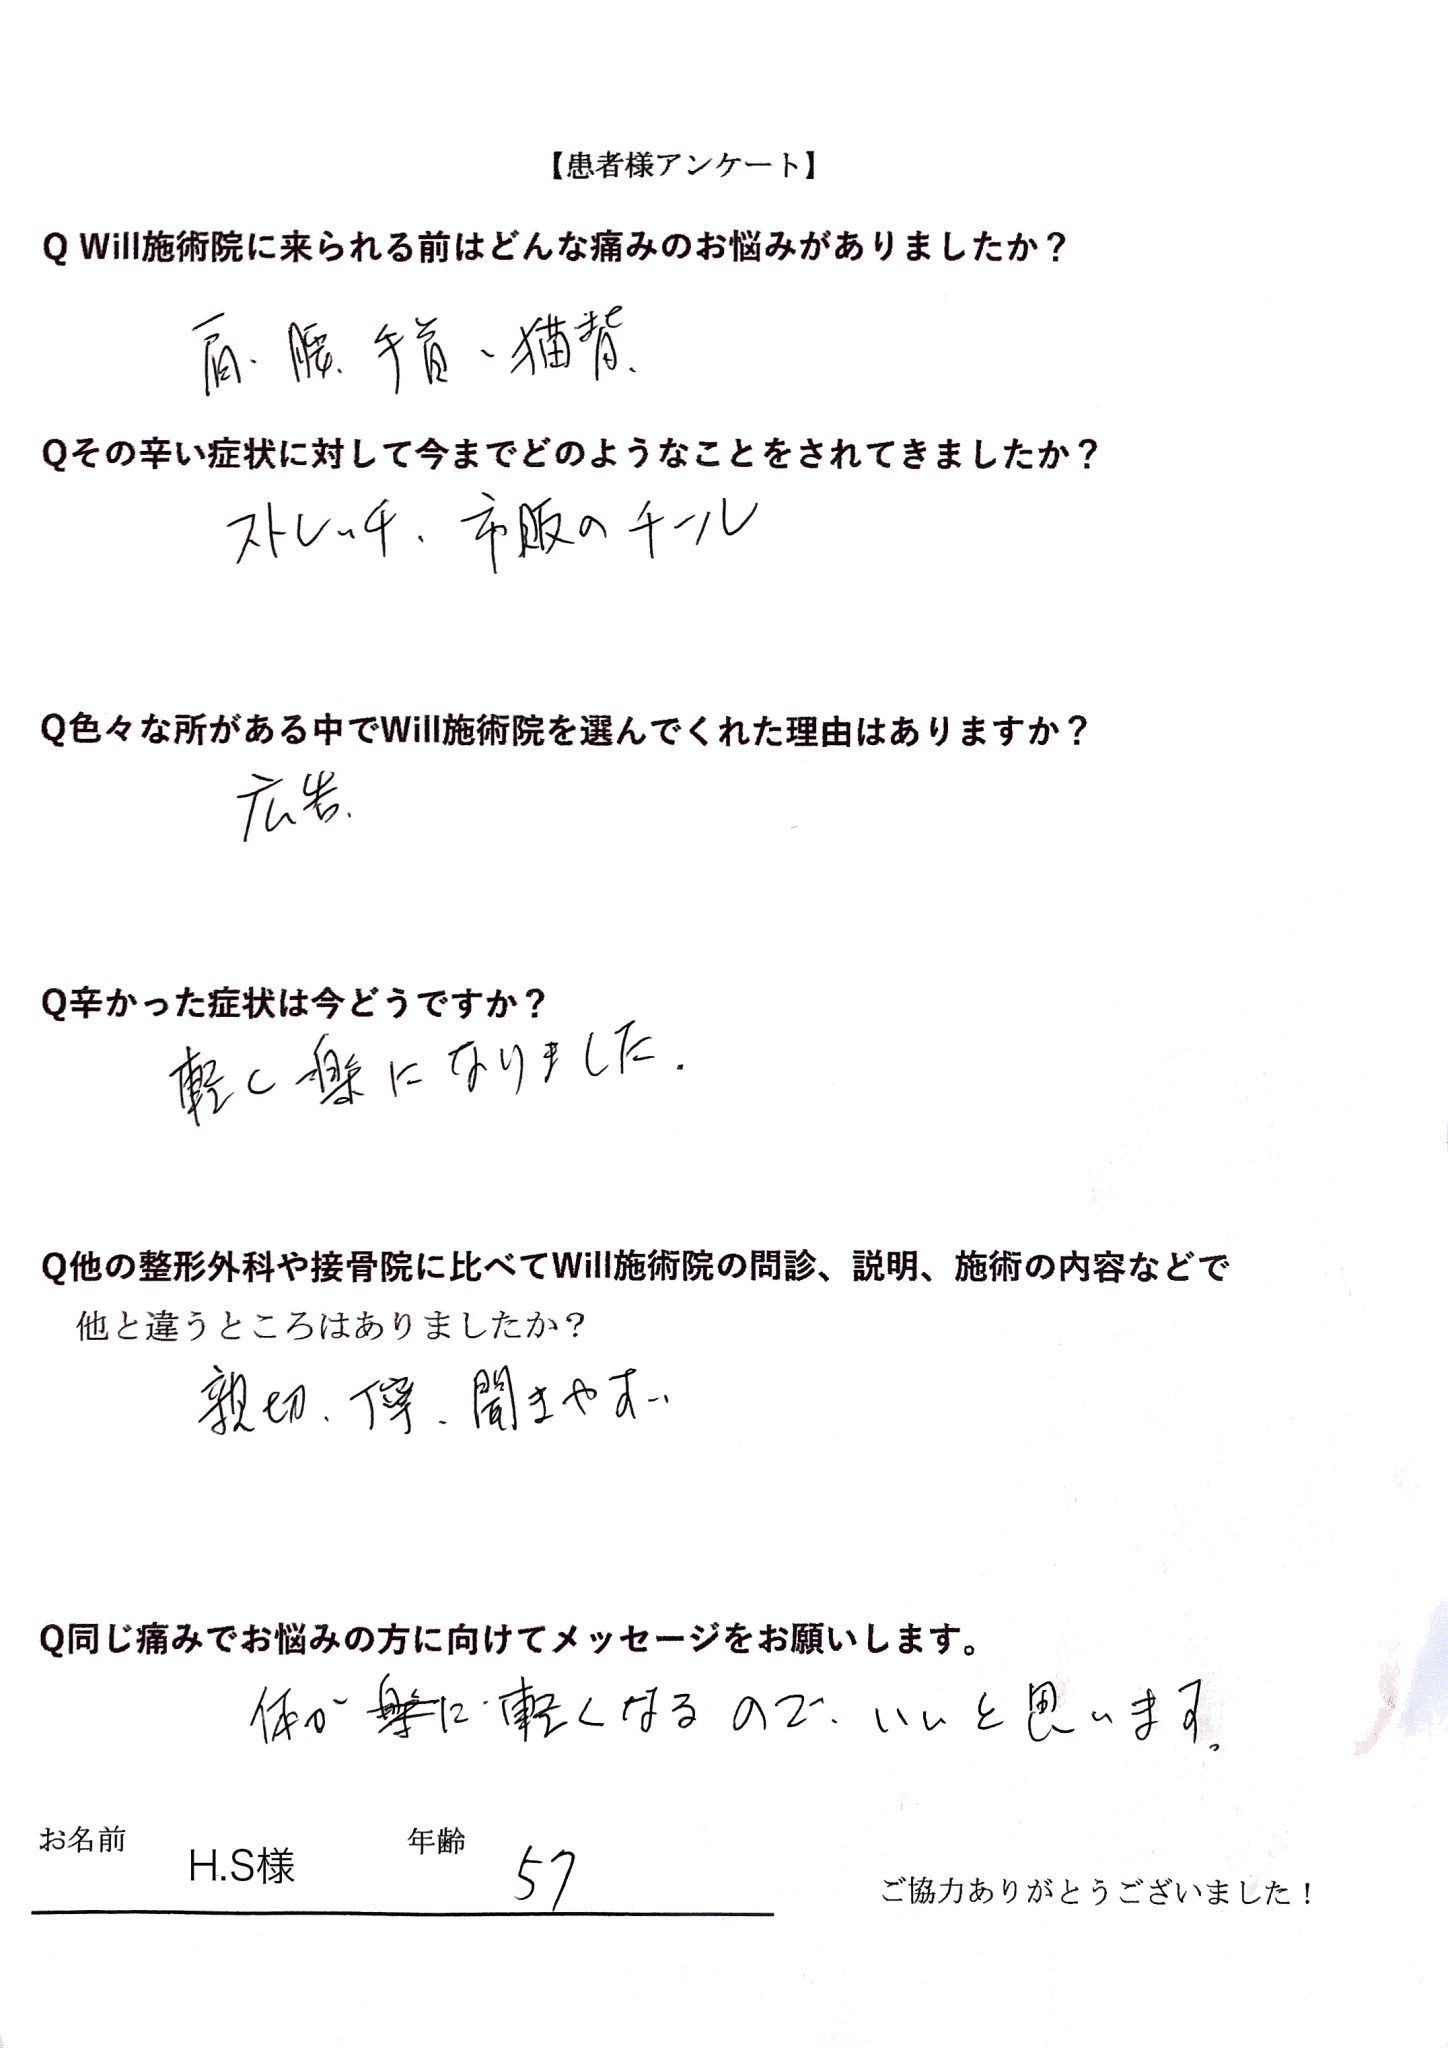 【患者様アンケート】
Q Will施術院に来られる前はどんな痛みのお悩みがありましたか？
肩、腰、手首、猫背、
Qその辛い症状に対して今までどのようなことをされてきましたか？
ストレッチ、市販のチール
Q色々な所がある中でWill施術院を選んでくれた理由はありますか？
広告、
Q辛かった症状は今どうですか？
軽く楽になりました.
Q他の整形外科や接骨院に比べてWill施術院の問診、説明、施術の内容などで
他と違うところはありましたか？
親切、丁寧、聞きやすい
Q同じ痛みでお悩みの方に向けてメッセージをお願いします。
体が楽に軽くなるので、いいと思います。
お名前 H.S様 年齢 57
ご協力ありがとうございました！